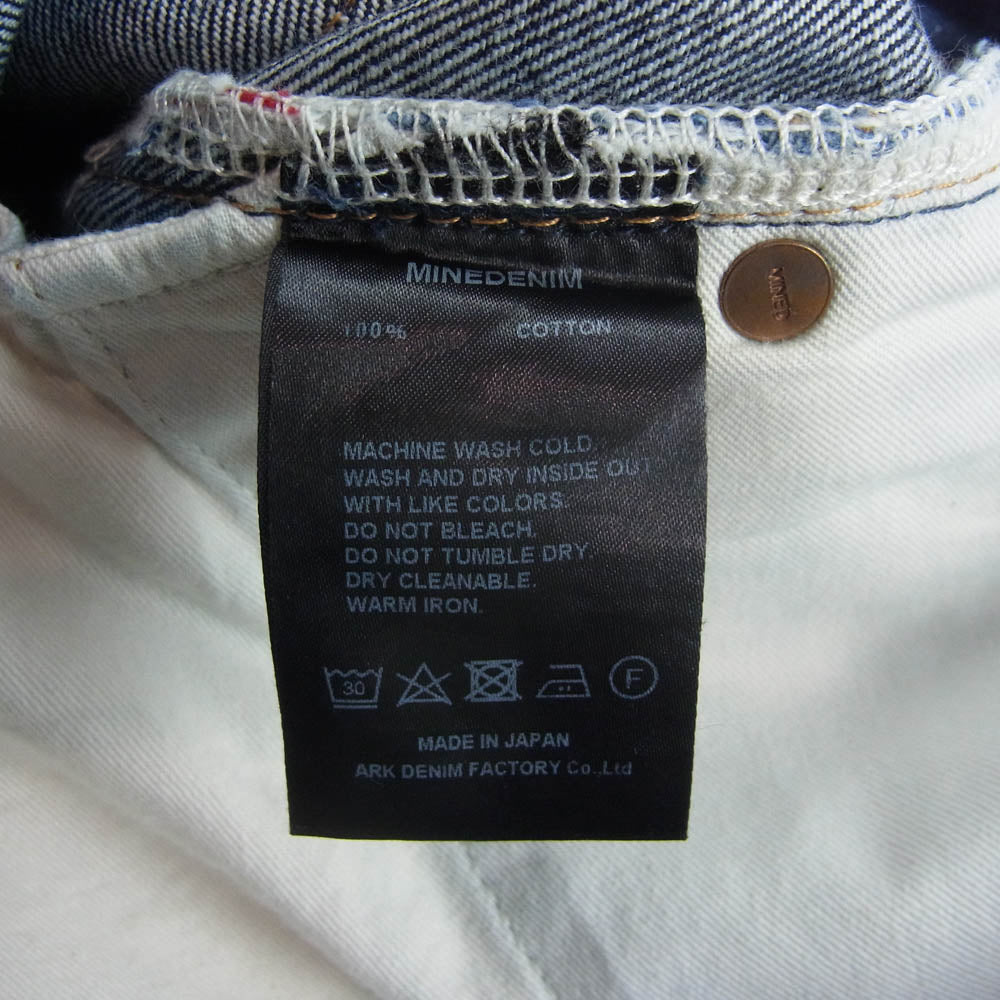 MINEDENIM
100% COTTON
MACHINE WASH COLD.
WASH AND DRY INSIDE OUT
WITH LIKE COLORS.
DO NOT BLEACH.
DO NOT TUMBLE DRY.
DRY CLEANABLE.
WARM IRON.
30
F
MADE IN JAPAN
ARK DENIM FACTORY Co.,Ltd
MINED